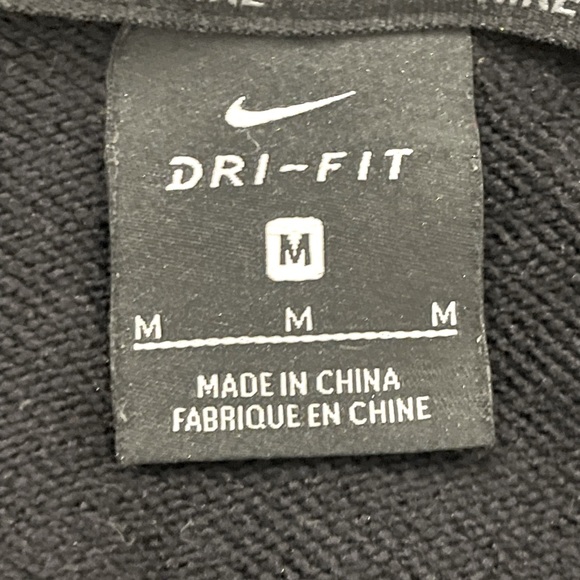 DRI-FIT
M
M M M
MADE IN CHINA
FABRIQUE EN CHINE